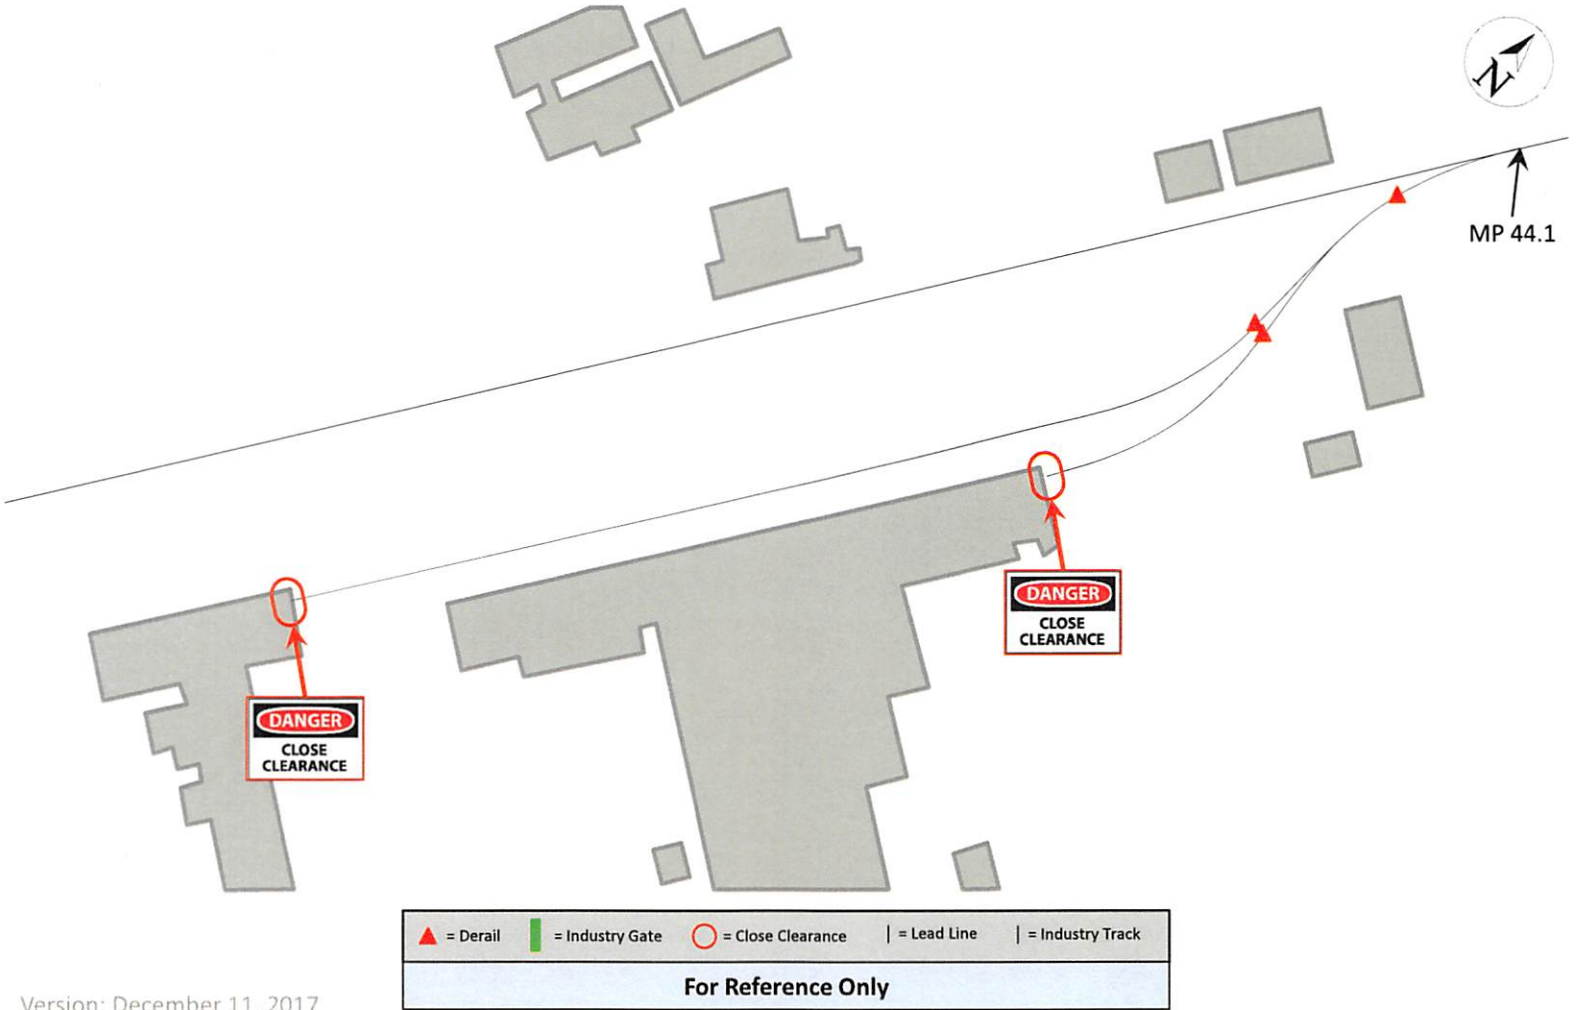 N
MP 44.1
DANGER
CLOSE
CLEARANCE
DANGER
CLOSE
CLEARANCE
= Derail = Industry Gate = Close Clearance | = Lead Line | = Industry Track
For Reference Only
Version: December 11, 2017